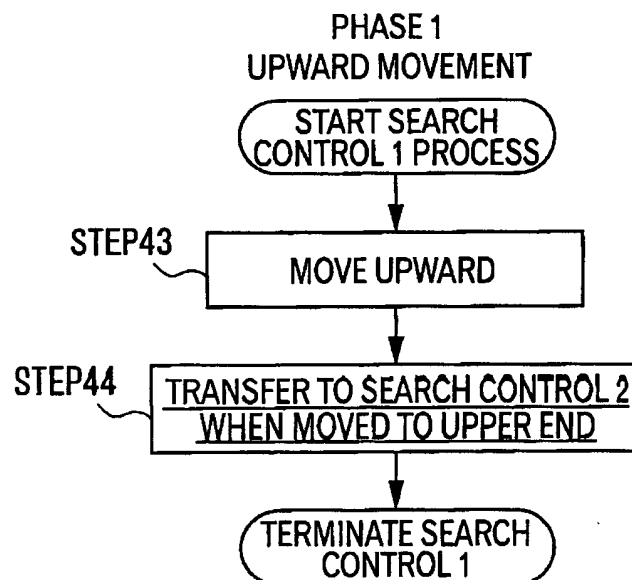 PHASE 1
UPWARD MOVEMENT
START SEARCH
CONTROL 1 PROCESS
STEP43
MOVE UPWARD
STEP44
TRANSFER TO SEARCH CONTROL 2
WHEN MOVED TO UPPER END
TERMINATE SEARCH
CONTROL 1